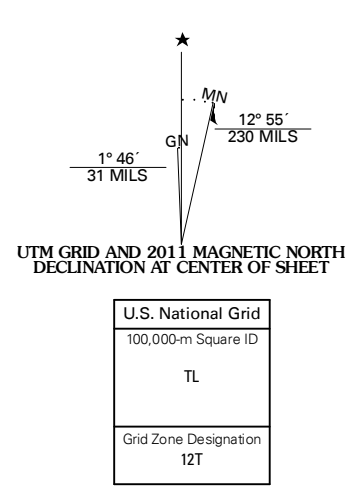 MN
12° 55´
230 MILS
GN
1° 46´
31 MILS
UTM GRID AND 2011 MAGNETIC NORTH
DECLINATION AT CENTER OF SHEET
U.S. National Grid
100,000-m Square ID
TL
Grid Zone Designation
12T